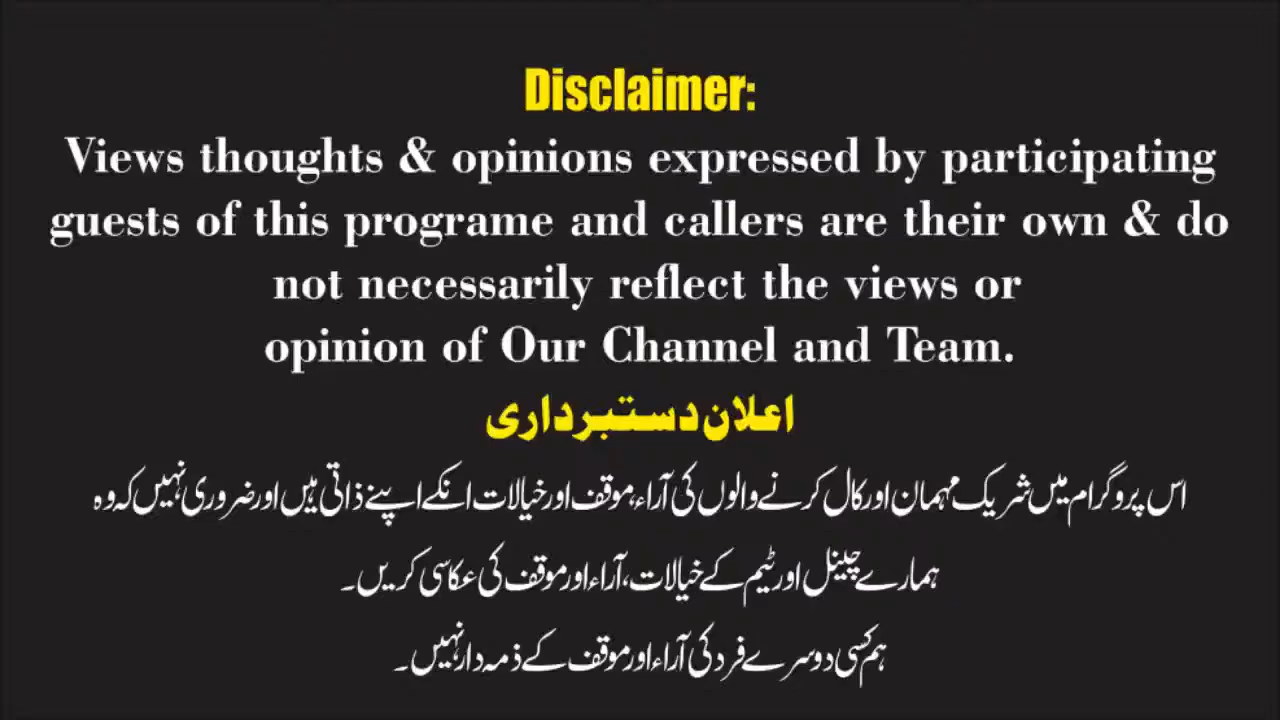 Disclaimer:
Views thoughts & opinions expressed by participating
guests of this programe and callers are their own & do
not necessarily reflect the views or
opinion of Our Channel and Team.
اعلان دستبرداری
اس پروگرام میں شریک مہمان اور کال کرنے والوں کی آراء، موقف اور خیالات انکے اپنے ذاتی ہیں اور ضروری نہیں کہ وہ
ہمارے چینل اور ٹیم کے خیالات، آراء اور موقف کی عکاسی کریں۔
ہم کسی دوسرے فرد کی آراء اور موقف کے ذمہ دار نہیں۔